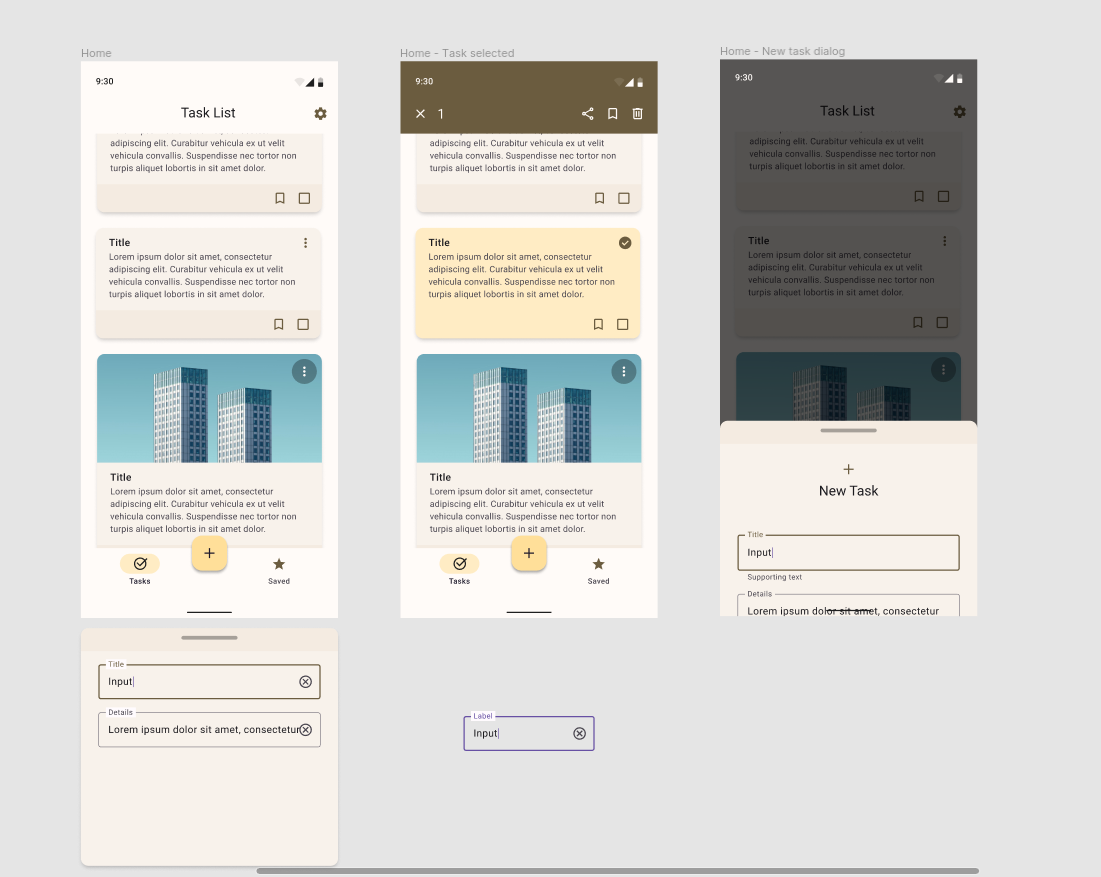 Home
9:30
Task List
adipiscing elit. Curabitur vehicula ex ut velit
vehicula convallis. Suspendisse nec tortor non
turpis aliquet lobortis in sit amet dolor.
Title
Lorem ipsum dolor sit amet, consectetur
adipiscing elit. Curabitur vehicula ex ut velit
vehicula convallis. Suspendisse nec tortor non
turpis aliquet lobortis in sit amet dolor.
Title
Lorem ipsum dolor sit amet, consectetur
adipiscing elit. Curabitur vehicula ex ut velit
vehicula convallis. Suspendisse nec tortor non
turpis aliquet lobortis in sit amet dolor.
Tasks
Saved
Home - Task selected
9:30
1
adipiscing elit. Curabitur vehicula ex ut velit
vehicula convallis. Suspendisse nec tortor non
turpis aliquet lobortis in sit amet dolor.
Title
Lorem ipsum dolor sit amet, consectetur
adipiscing elit. Curabitur vehicula ex ut velit
vehicula convallis. Suspendisse nec tortor non
turpis aliquet lobortis in sit amet dolor.
Title
Lorem ipsum dolor sit amet, consectetur
adipiscing elit. Curabitur vehicula ex ut velit
vehicula convallis. Suspendisse nec tortor non
turpis aliquet lobortis in sit amet dolor.
Tasks
Saved
Home - New task dialog
9:30
Task List
adipiscing elit. Curabitur vehicula ex ut velit
vehicula convallis. Suspendisse nec tortor non
turpis aliquet lobortis in sit amet dolor.
Title
Lorem ipsum dolor sit amet, consectetur
adipiscing elit. Curabitur vehicula ex ut velit
vehicula convallis. Suspendisse nec tortor non
turpis aliquet lobortis in sit amet dolor.
New Task
Title
Input
Supporting text
Details
Lorem ipsum dolor sit amet, consectetur
Title
Input
Details
Lorem ipsum dolor sit amet, consectetur
Label
Input